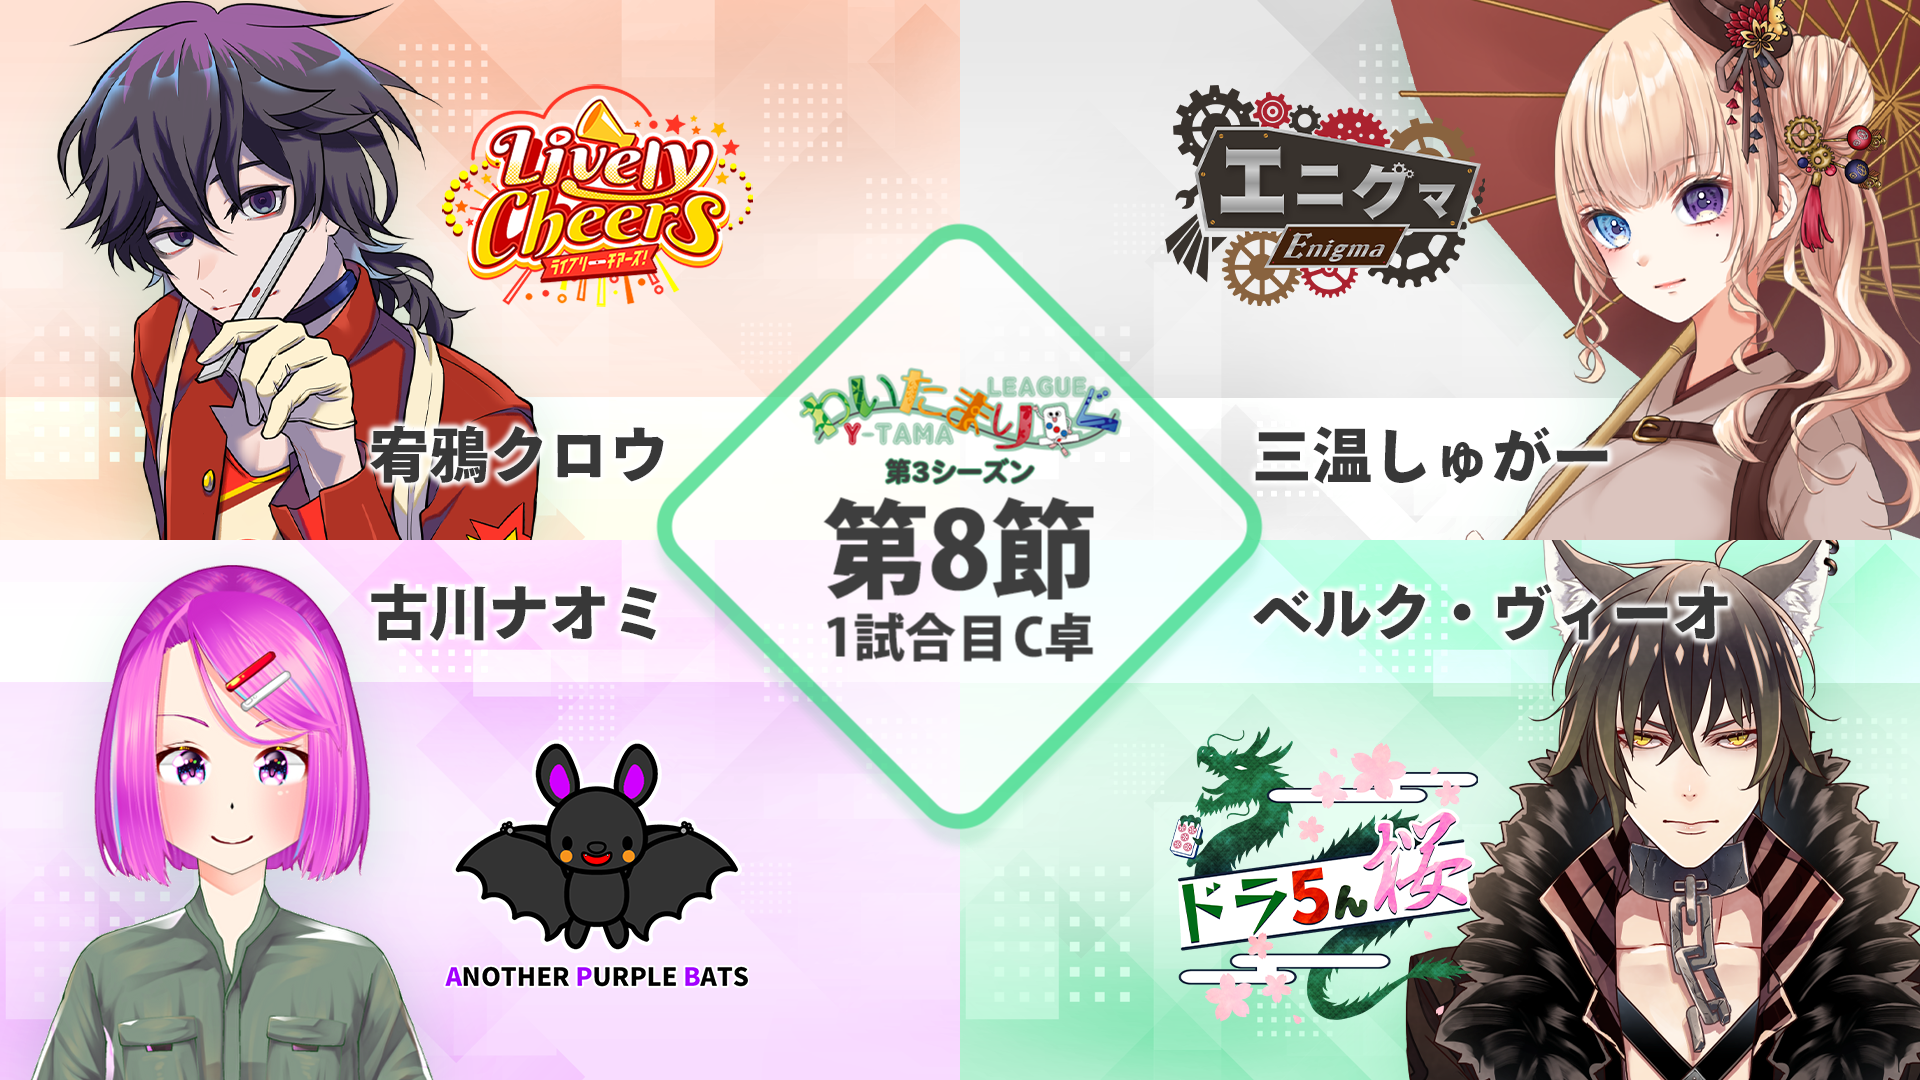 Lively
Cheers
ライブリーチアーズ!
宥鴉クロウ
エニグマ
Enigma
三温しゅがー
わいたまりーぐ
LEAGUE
Y-TAMA
第3シーズン
第8節
1試合目 C卓
古川ナオミ
ANOTHER PURPLE BATS
ベルク・ヴィーオ
ドラ5ん桜